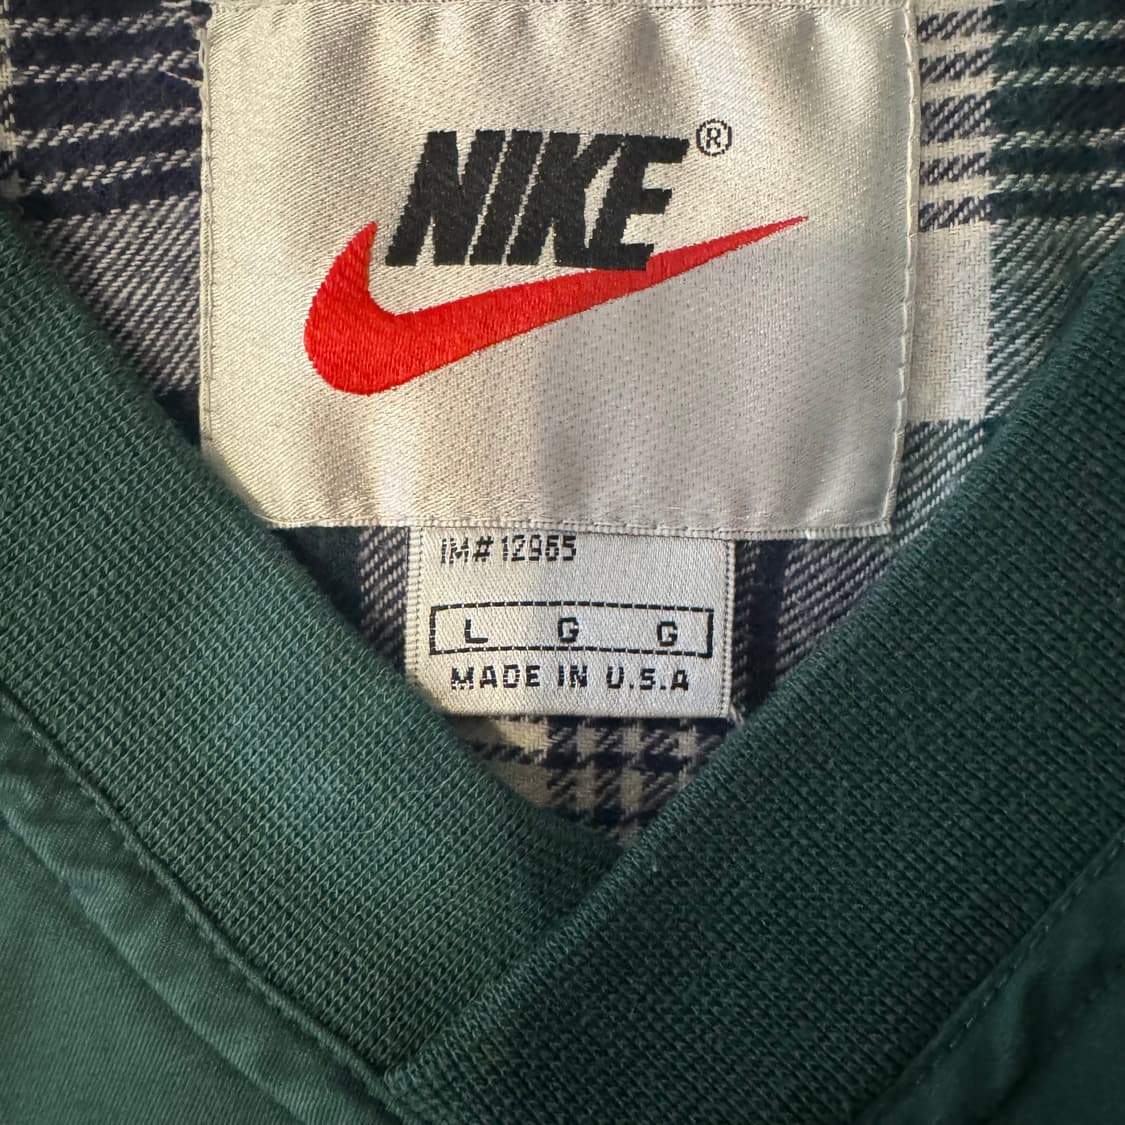 NIKE®
IM# 12965
L G G
MADE IN U.S.A